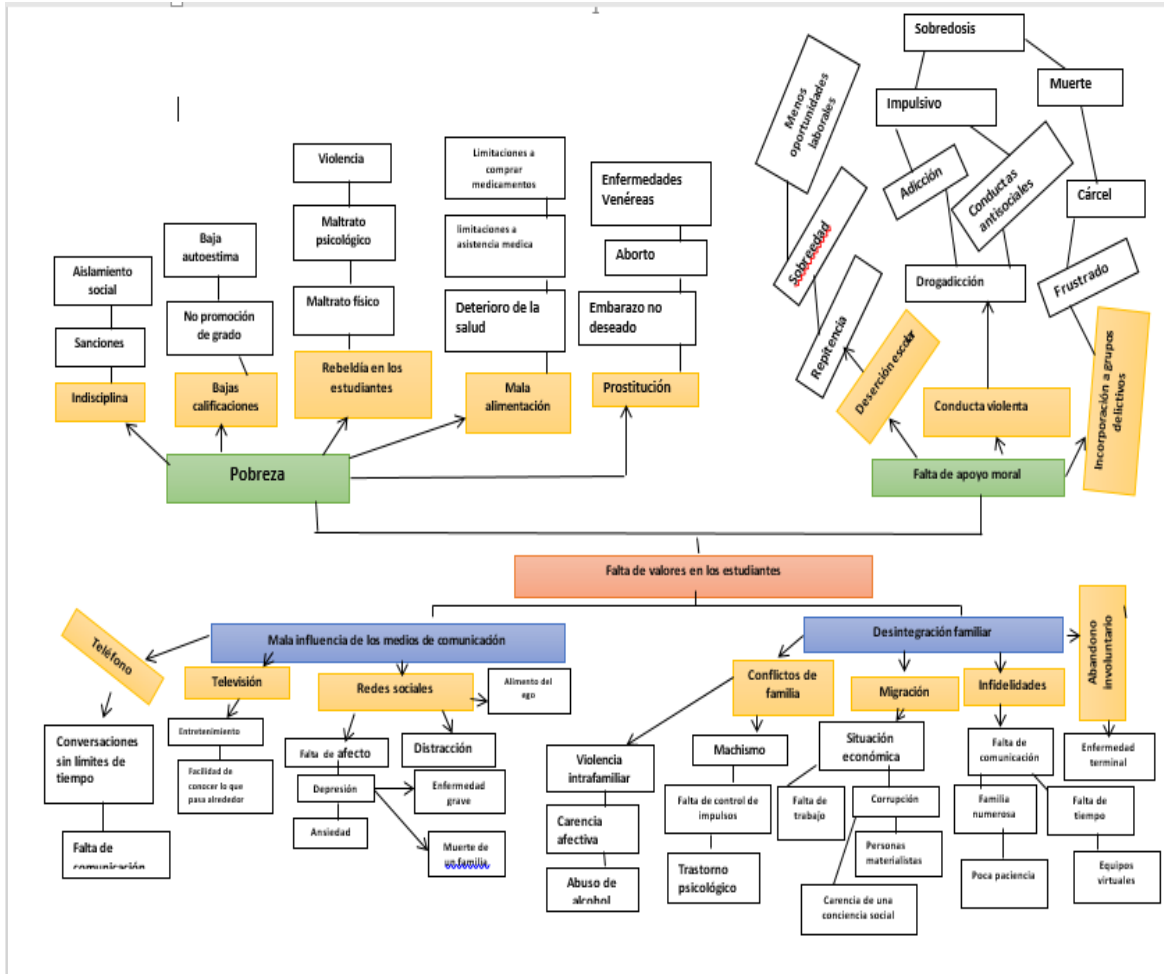 Sobredosis
Muerte
Impulsivo
Menos
oportunidades
laborales
Adicción
Conductas
antisociales
Cárcel
Sobreedad
Drogadicción
Frustrado
Repitencia
Deserción escolar
Conducta violenta
Incorporación a grupos
delictivos
Falta de apoyo moral
Violencia
Maltrato
psicológico
Maltrato físico
Rebeldía en los
estudiantes
Limitaciones a
comprar
medicamentos
limitaciones a
asistencia medica
Deterioro de la
salud
Mala
alimentación
Enfermedades
Venéreas
Aborto
Embarazo no
deseado
Prostitución
Baja
autoestima
No promoción
de grado
Bajas
calificaciones
Aislamiento
social
Sanciones
Indisciplina
Pobreza
Falta de valores en los estudiantes
Mala influencia de los medios de comunicación
Teléfono
Conversaciones
sin límites de
tiempo
Falta de
comunicación
Televisión
Entretenimiento
Facilidad de
conocer lo que
pasa alrededor
Redes sociales
Alimento del
ego
Falta de afecto
Depresión
Ansiedad
Distracción
Enfermedad
grave
Muerte de
un familia
Desintegración familiar
Conflictos de
familia
Violencia
intrafamiliar
Carencia
afectiva
Abuso de
alcohol
Machismo
Falta de control de
impulsos
Trastorno
psicológico
Migración
Situación
económica
Falta de
trabajo
Corrupción
Personas
materialistas
Carencia de una
conciencia social
Infidelidades
Falta de
comunicación
Familia
numerosa
Poca paciencia
Falta de
tiempo
Equipos
virtuales
Abandono
involuntario
Enfermedad
terminal